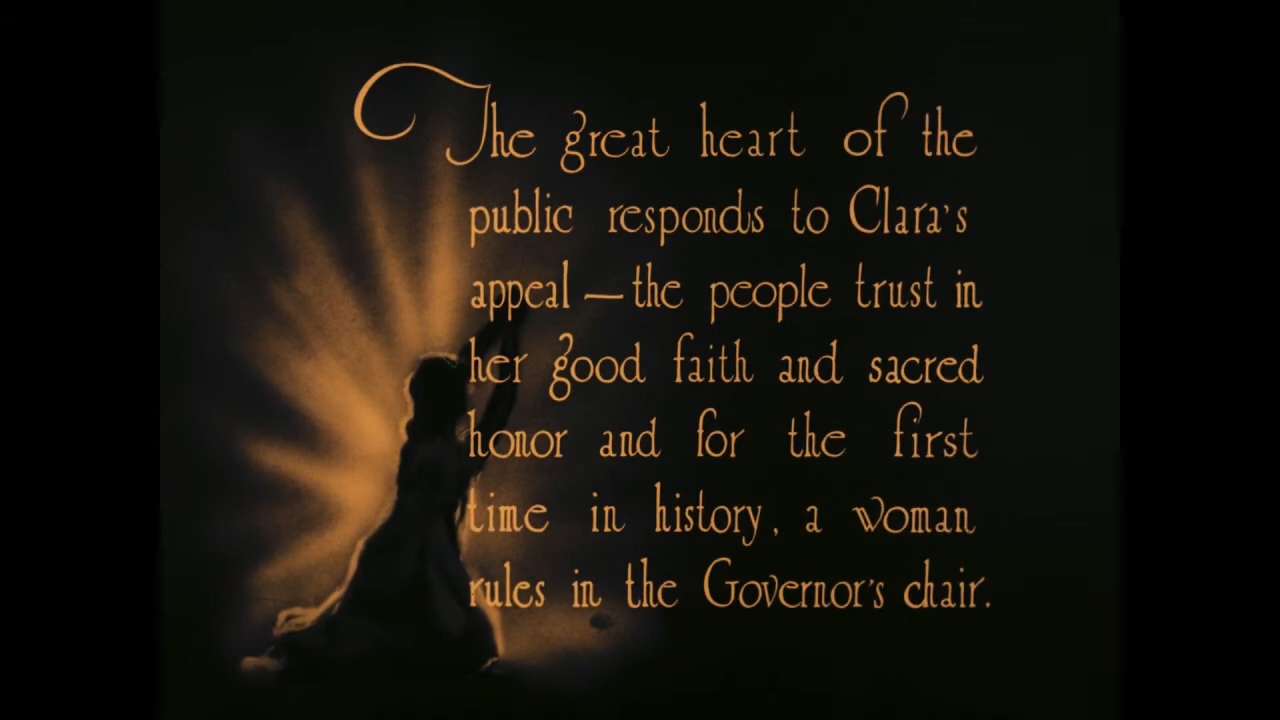 The great heart of the
public responds to Clara's
appeal — the people trust in
her good faith and sacred
honor and for the first
time in history, a woman
rules in the Governor's chair.